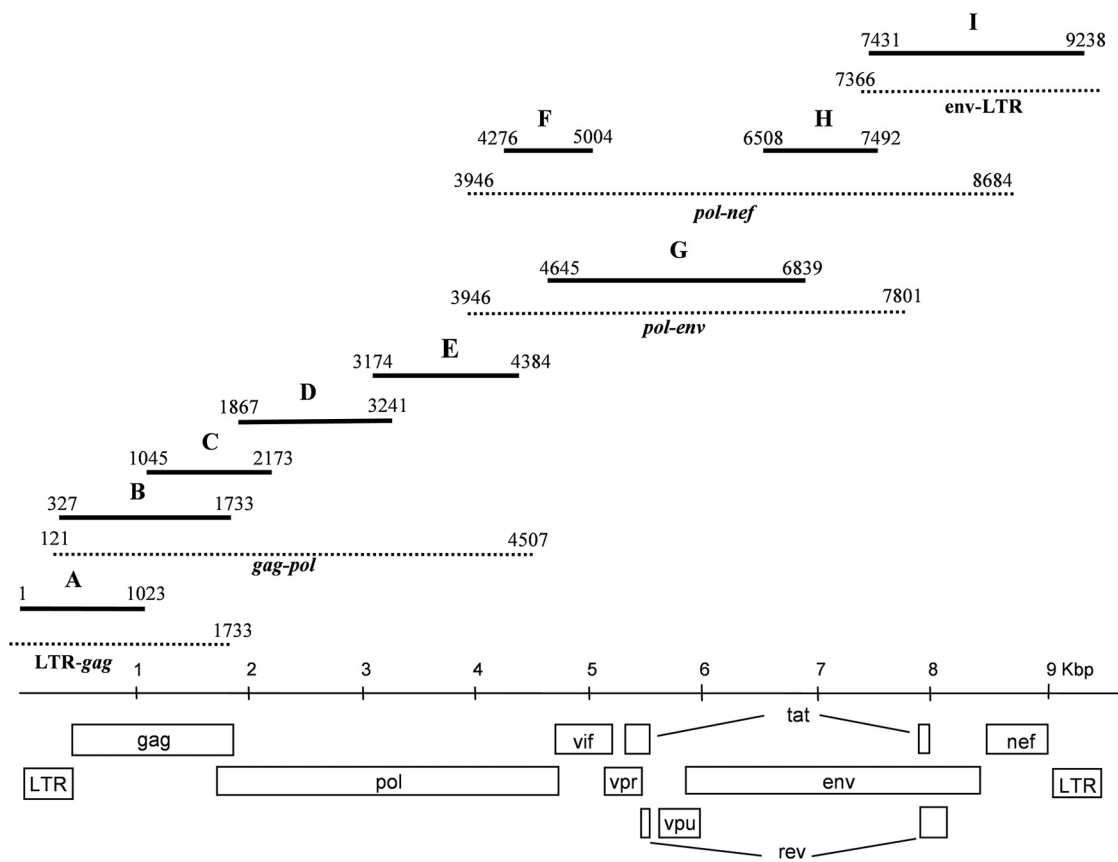 I
7431 9238
7366
env-LTR
F H
4276 5004 6508 7492
3946 8684
pol-nef
G
4645 6839
3946 7801
pol-env
E
3174 4384
D
1867 3241
C
1045 2173
B
327 1733
121 4507
gag-pol
A
1 1023
1733
LTR-gag
1 2 3 4 5 6 7 8 9 Kbp
tat
gag vif nef
LTR pol vpr env LTR
vpu
rev